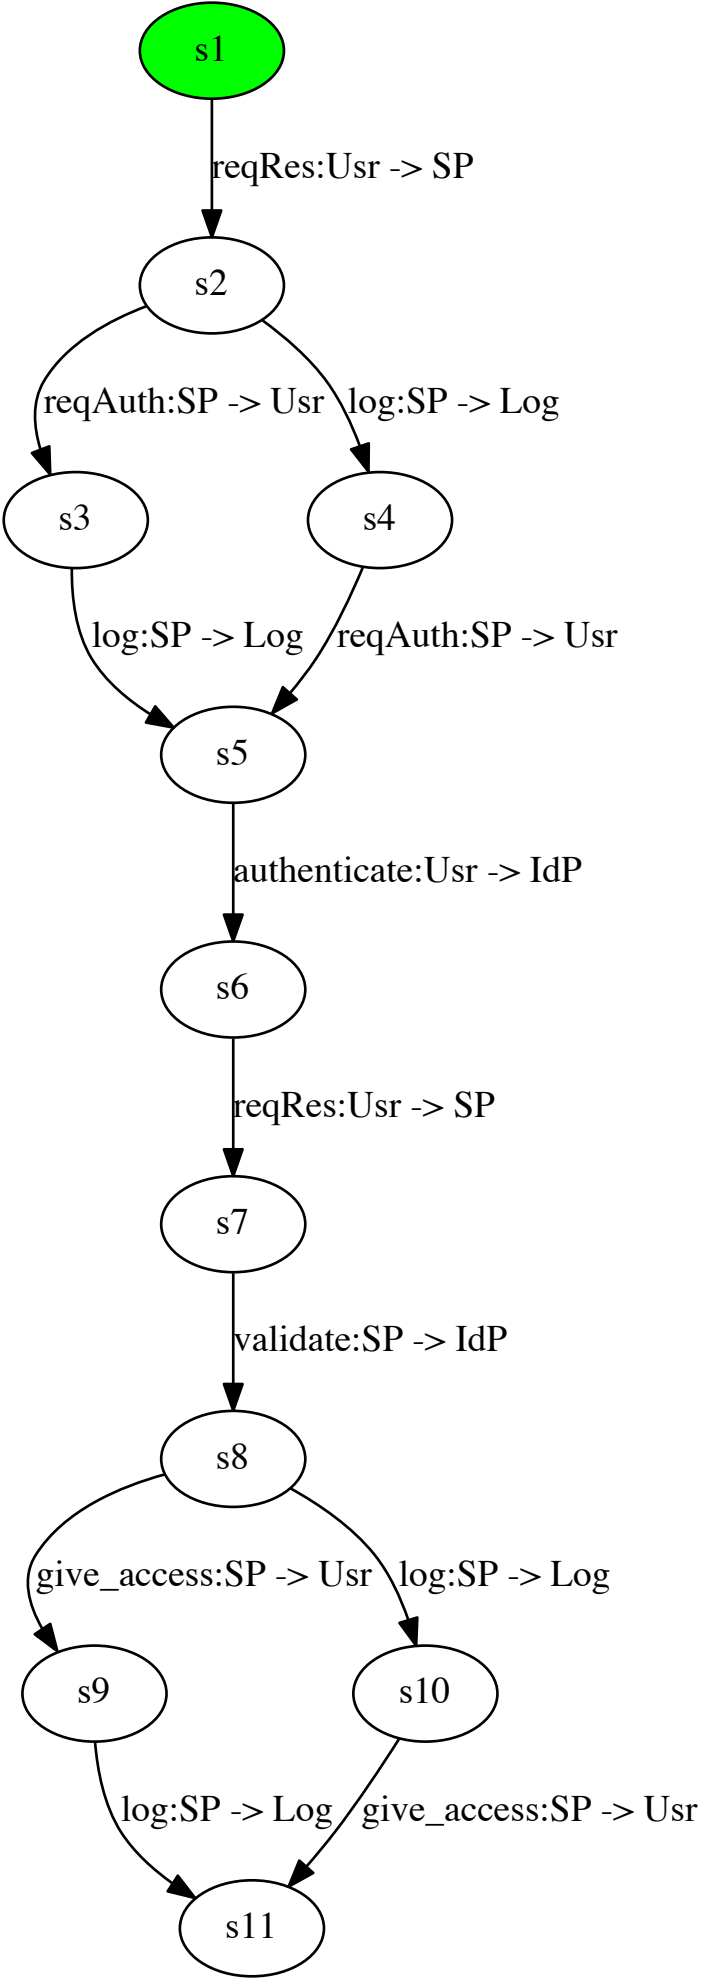 s1
reqRes:Usr -> SP
s2
reqAuth:SP -> Usr
log:SP -> Log
s3
s4
log:SP -> Log
reqAuth:SP -> Usr
s5
authenticate:Usr -> IdP
s6
reqRes:Usr -> SP
s7
validate:SP -> IdP
s8
give_access:SP -> Usr
log:SP -> Log
s9
s10
log:SP -> Log
give_access:SP -> Usr
s11